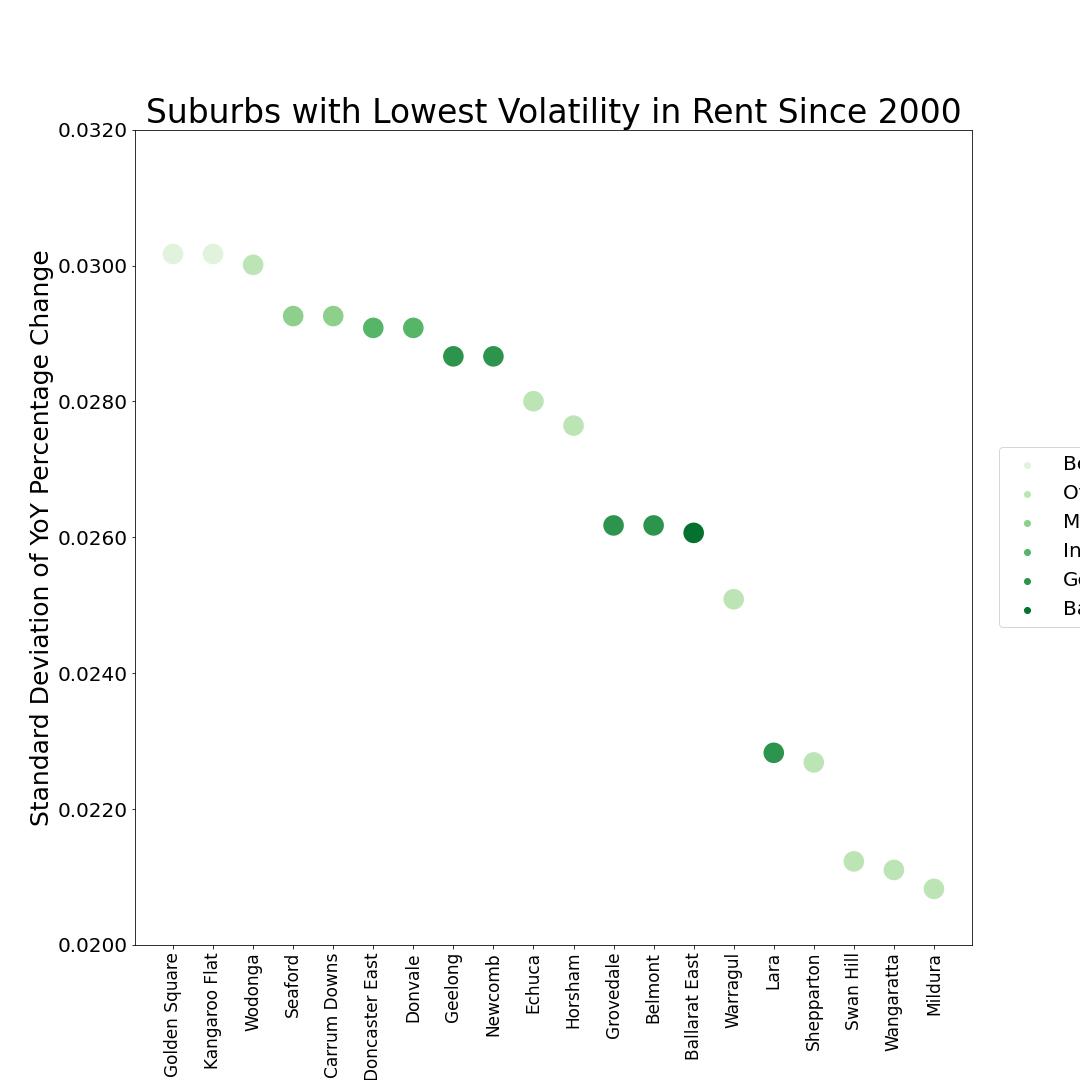 Suburbs with Lowest Volatility in Rent Since 2000
Standard Deviation of YoY Percentage Change
0.0320
0.0300
0.0280
0.0260
0.0240
0.0220
0.0200
Golden Square
Kangaroo Flat
Wodonga
Seaford
Carrum Downs
Doncaster East
Donvale
Geelong
Newcomb
Echuca
Horsham
Grovedale
Belmont
Ballarat East
Warragul
Lara
Shepparton
Swan Hill
Wangaratta
Mildura